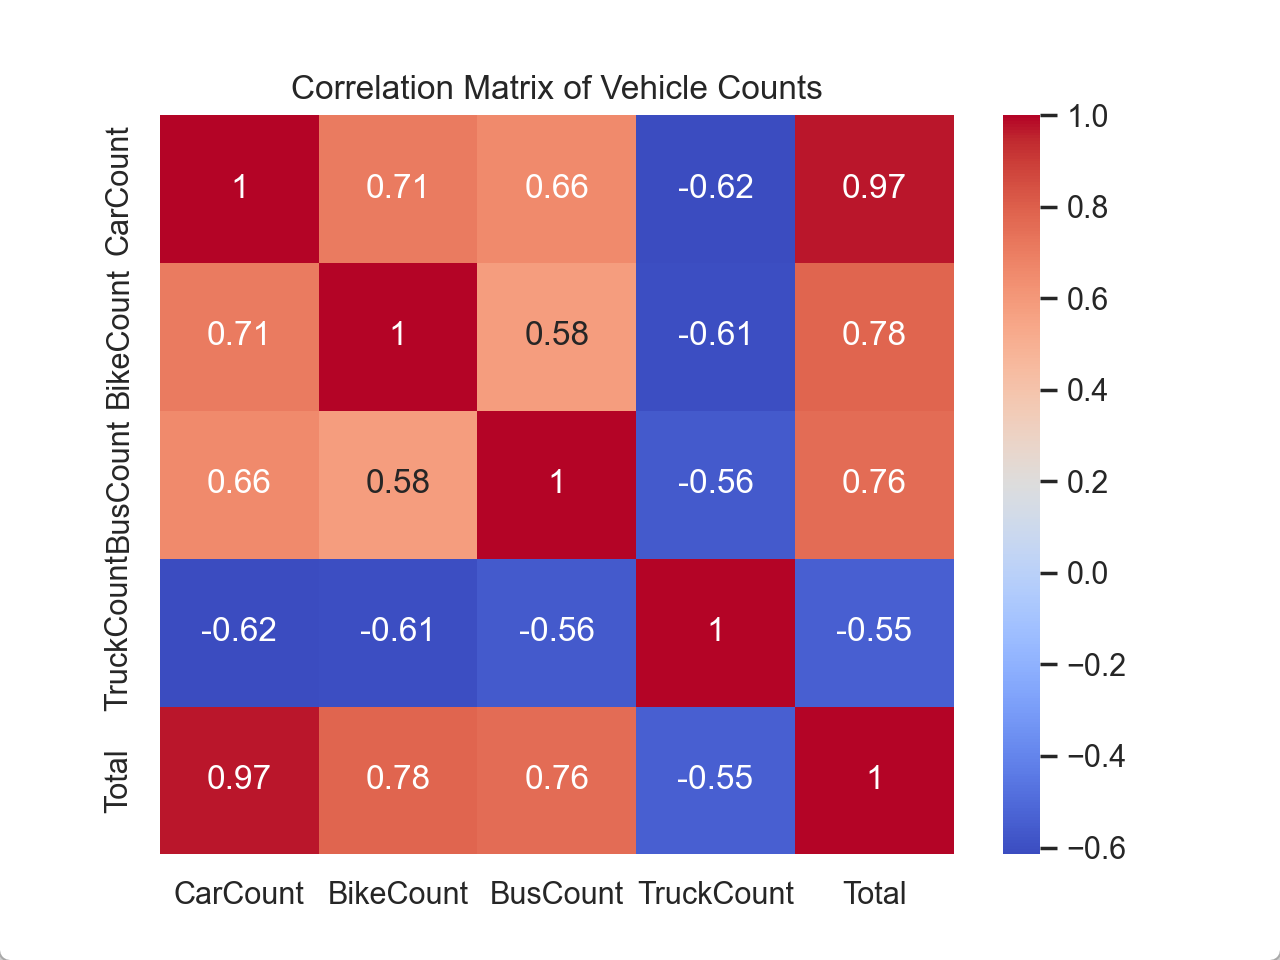 Correlation Matrix of Vehicle Counts
CarCount
1 0.71 0.66 -0.62 0.97
BikeCount
0.71 1 0.58 -0.61 0.78
BusCount
0.66 0.58 1 -0.56 0.76
TruckCount
-0.62 -0.61 -0.56 1 -0.55
Total
0.97 0.78 0.76 -0.55 1
CarCount BikeCount BusCount TruckCount Total
1.0
0.8
0.6
0.4
0.2
0.0
−0.2
−0.4
−0.6